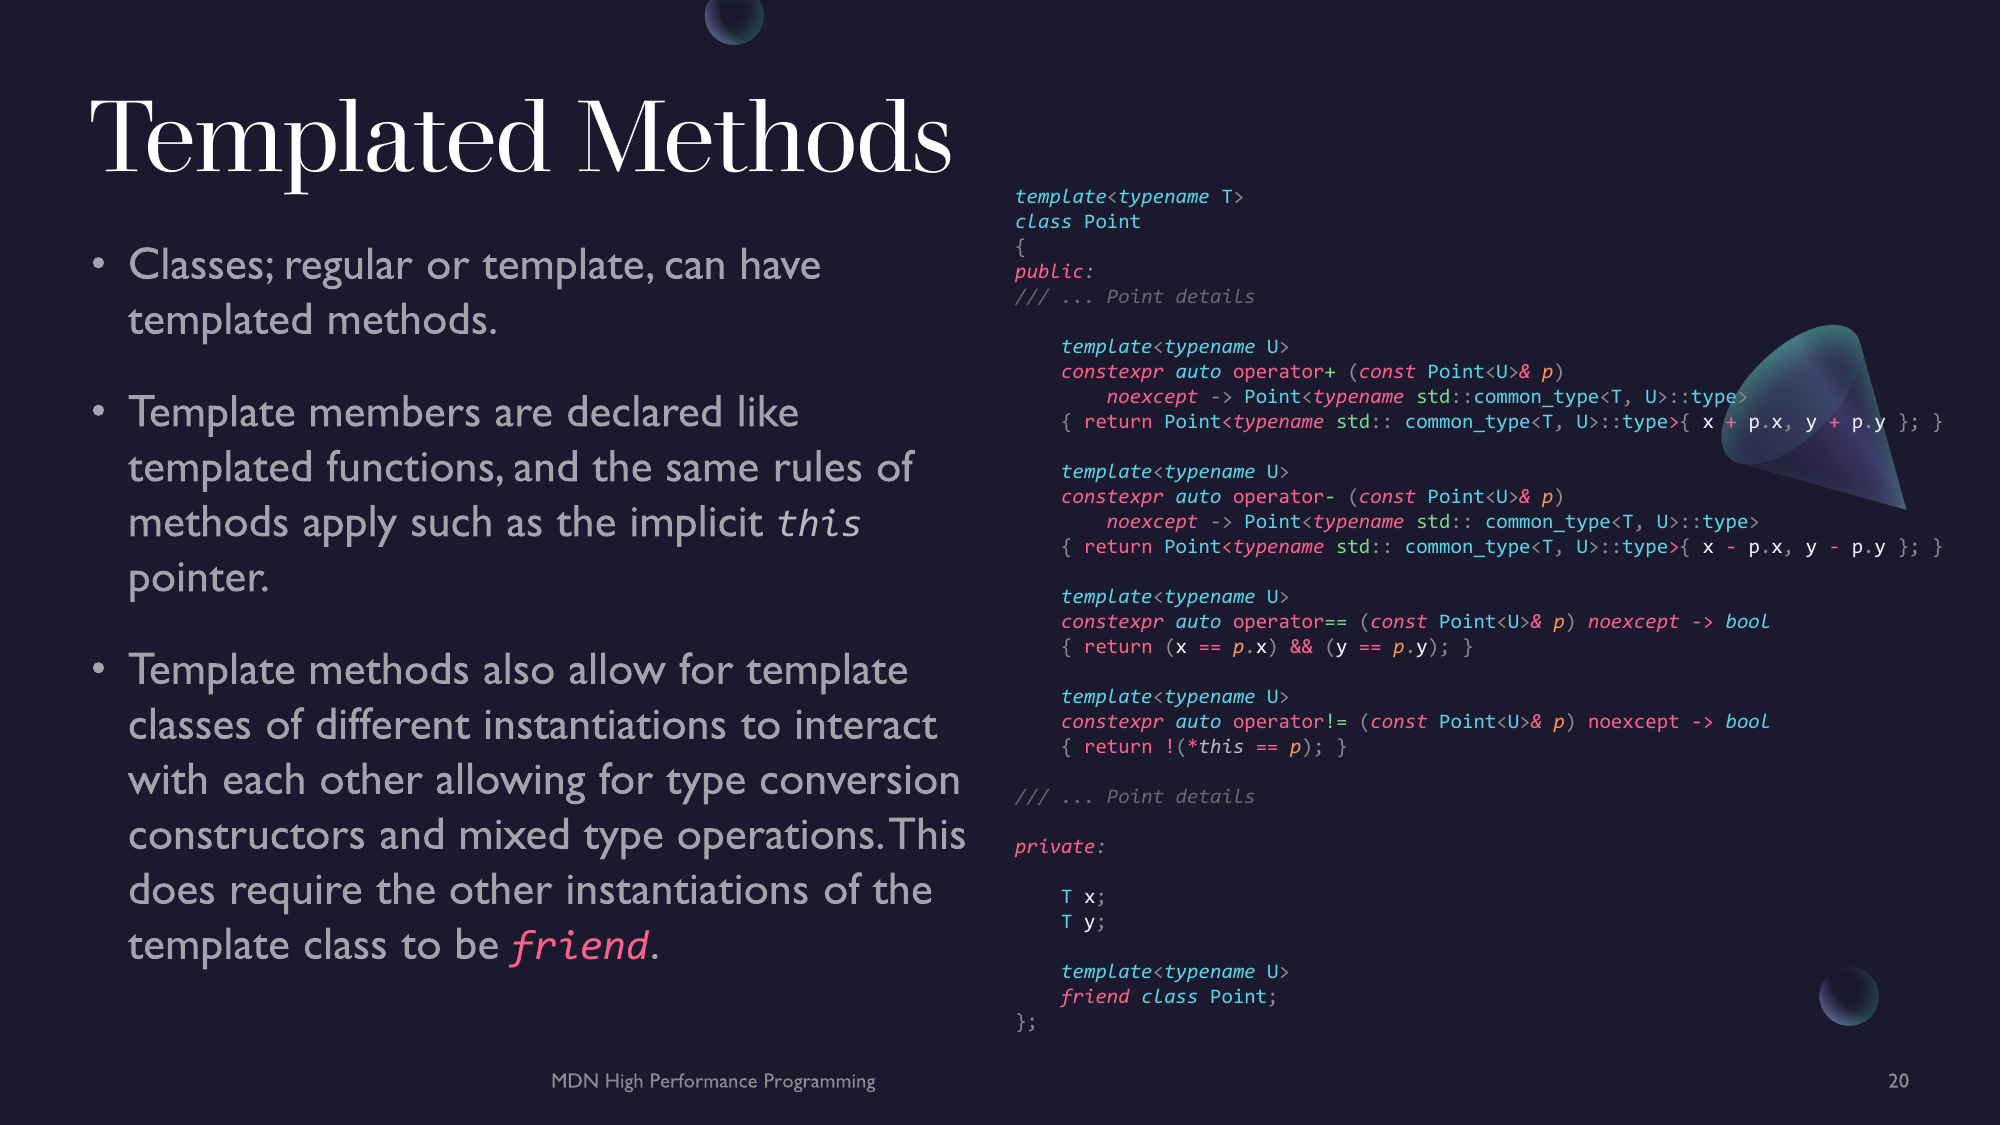 Templated Methods
• Classes; regular or template, can have
templated methods.
• Template members are declared like
templated functions, and the same rules of
methods apply such as the implicit this
pointer.
• Template methods also allow for template
classes of different instantiations to interact
with each other allowing for type conversion
constructors and mixed type operations. This
does require the other instantiations of the
template class to be friend.
template<typename T>
class Point
{
public:
/// ... Point details
template<typename U>
constexpr auto operator+ (const Point<U>& p)
noexcept -> Point<typename std::common_type<T, U>::type>
{ return Point<typename std:: common_type<T, U>::type>{ x + p.x, y + p.y }; }
template<typename U>
constexpr auto operator- (const Point<U>& p)
noexcept -> Point<typename std:: common_type<T, U>::type>
{ return Point<typename std:: common_type<T, U>::type>{ x - p.x, y - p.y }; }
template<typename U>
constexpr auto operator== (const Point<U>& p) noexcept -> bool
{ return (x == p.x) && (y == p.y); }
template<typename U>
constexpr auto operator!= (const Point<U>& p) noexcept -> bool
{ return !(*this == p); }
/// ... Point details
private:
T x;
T y;
template<typename U>
friend class Point;
};
MDN High Performance Programming
20